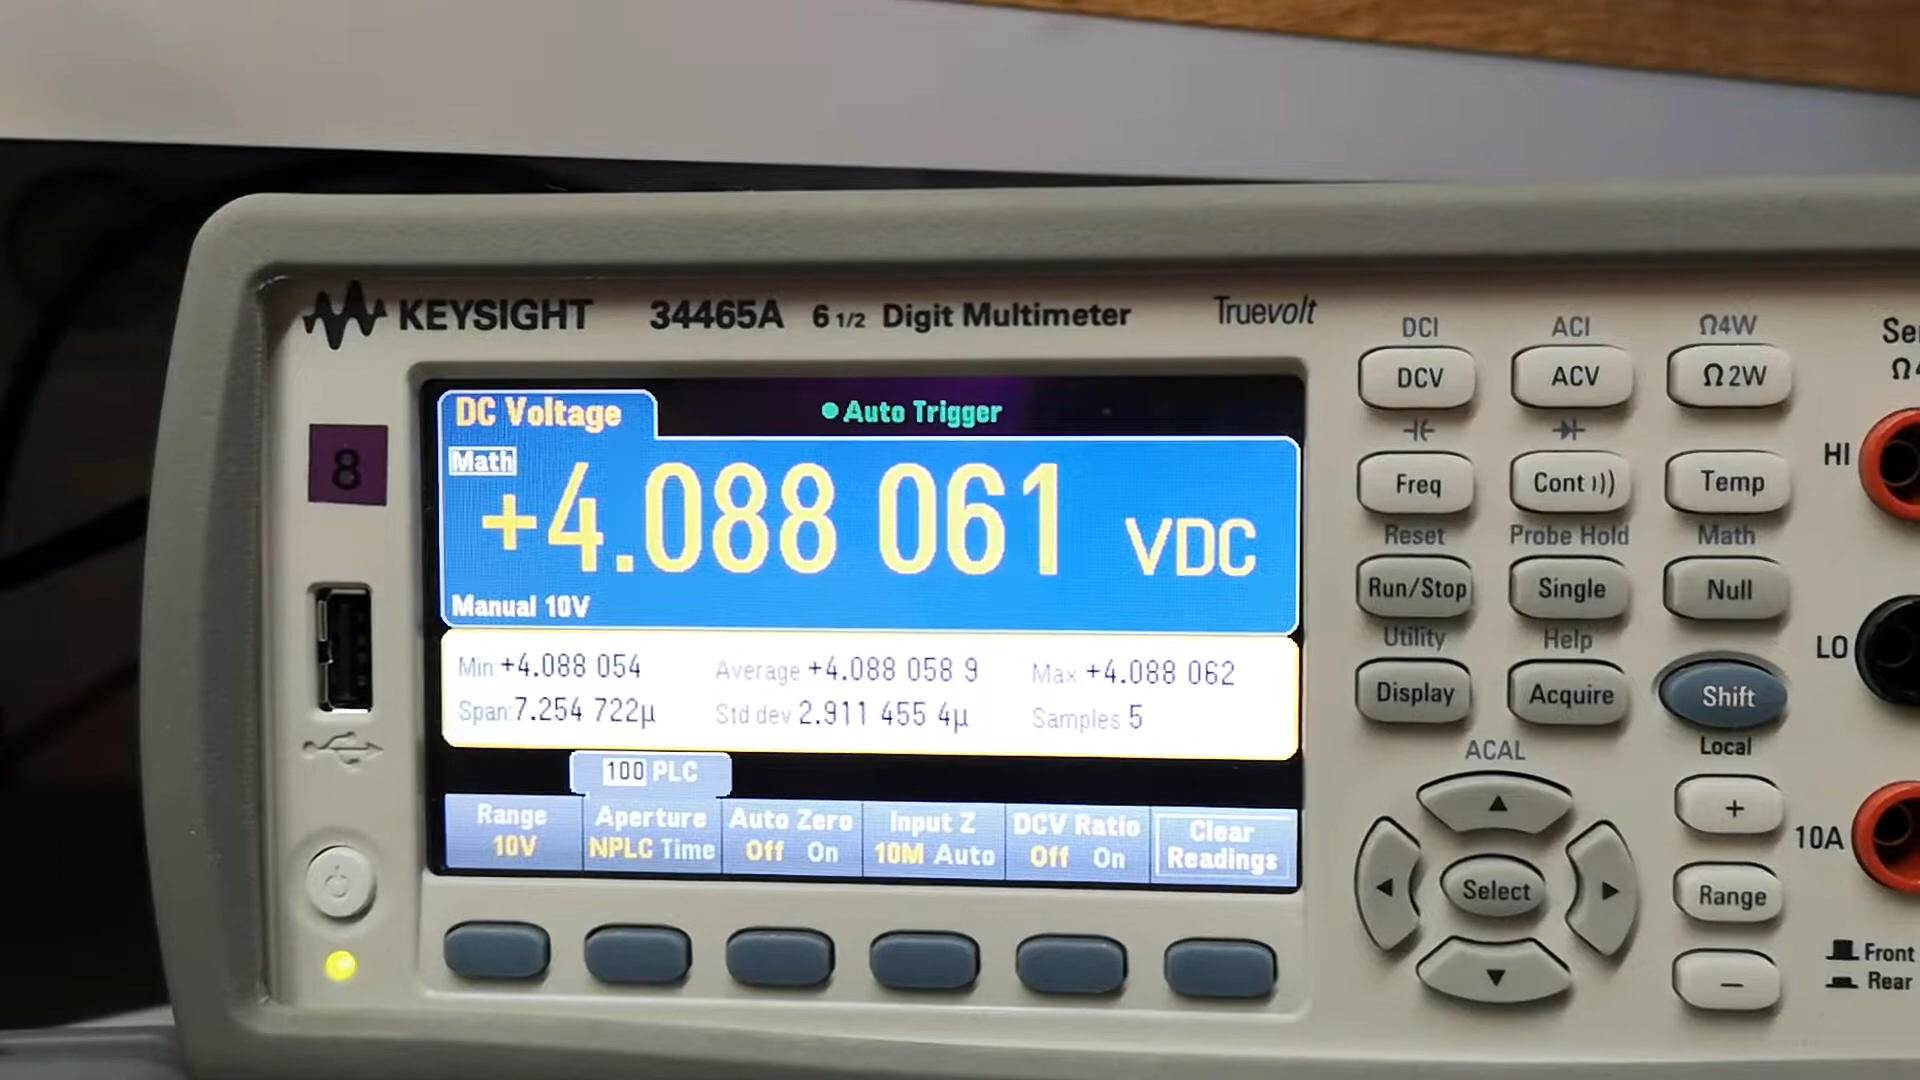 KEYSIGHT 34465A 6 1/2 Digit Multimeter Truevolt
8
DC Voltage
Auto Trigger
Math
+4.088 061 VDC
Manual 10V
Min +4.088 054 Average +4.088 058 9 Max +4.088 062
Span 7.254 722µ Std dev 2.911 455 4µ Samples 5
100 PLC
Range
10V
Aperture
NPLC Time
Auto Zero
Off On
Input Z
10M Auto
DCV Ratio
Off On
Clear
Readings
DCI ACI Ω4W
DCV ACV Ω2W
Freq Cont Temp
Reset Probe Hold Math
Run/Stop Single Null
Utility Help
Display Acquire Shift
ACAL Local
+
Select
Range
−
HI
LO
10A
Front
Rear